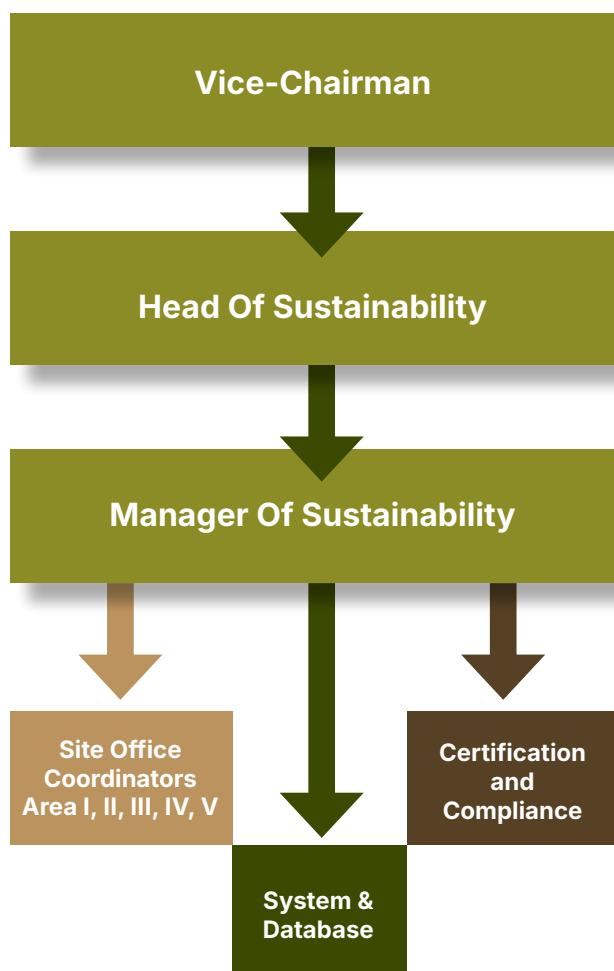 Vice-Chairman
Head Of Sustainability
Manager Of Sustainability
Site Office
Coordinators
Area I, II, III, IV, V
Certification
and
Compliance
System &
Database